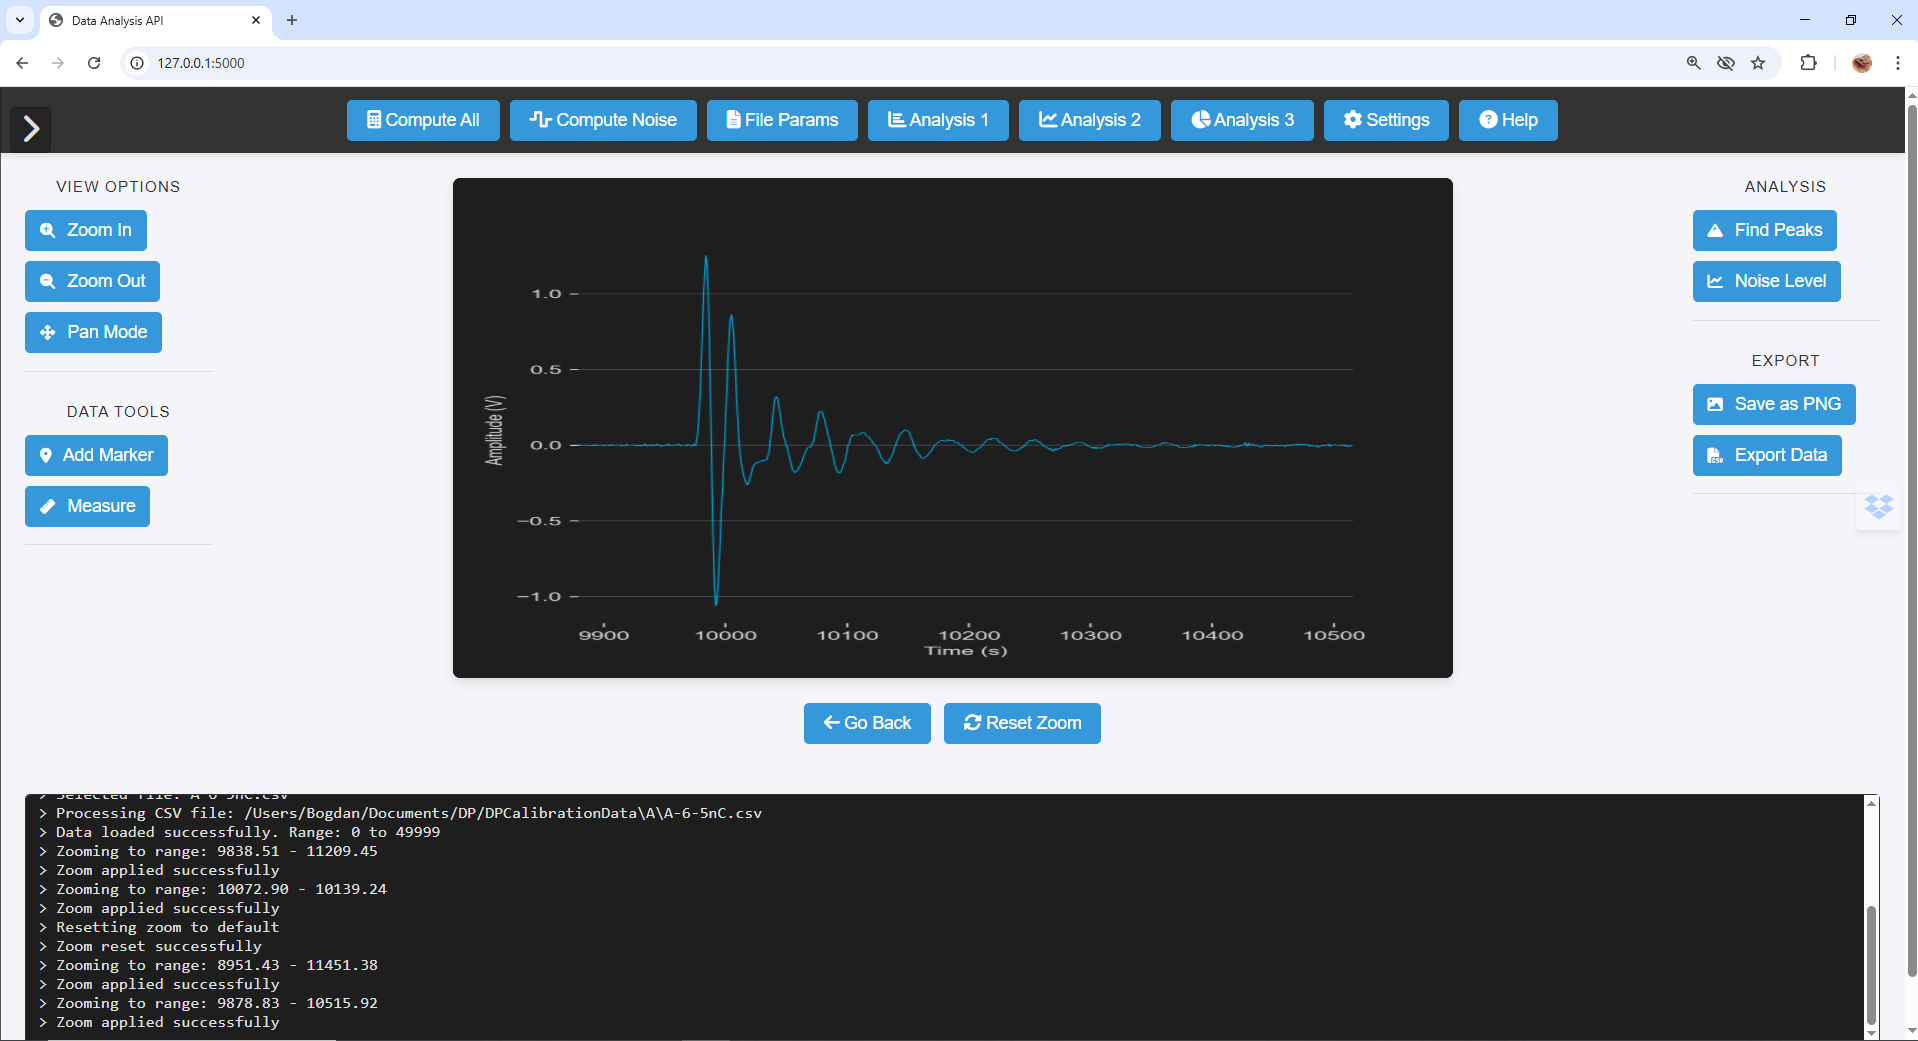 Data Analysis API
127.0.0.1:5000
Compute All
Compute Noise
File Params
Analysis 1
Analysis 2
Analysis 3
Settings
Help
VIEW OPTIONS
Zoom In
Zoom Out
Pan Mode
DATA TOOLS
Add Marker
Measure
1.0
0.5
0.0
−0.5
−1.0
Amplitude (V)
9900 10000 10100 10200 10300 10400 10500
Time (s)
ANALYSIS
Find Peaks
Noise Level
EXPORT
Save as PNG
CSV Export Data
Go Back
Reset Zoom
> Selected file: A-6-5nC.csv
> Processing CSV file: /Users/Bogdan/Documents/DP/DPCalibrationData\A\A-6-5nC.csv
> Data loaded successfully. Range: 0 to 49999
> Zooming to range: 9838.51 - 11209.45
> Zoom applied successfully
> Zooming to range: 10072.90 - 10139.24
> Zoom applied successfully
> Resetting zoom to default
> Zoom reset successfully
> Zooming to range: 8951.43 - 11451.38
> Zoom applied successfully
> Zooming to range: 9878.83 - 10515.92
> Zoom applied successfully